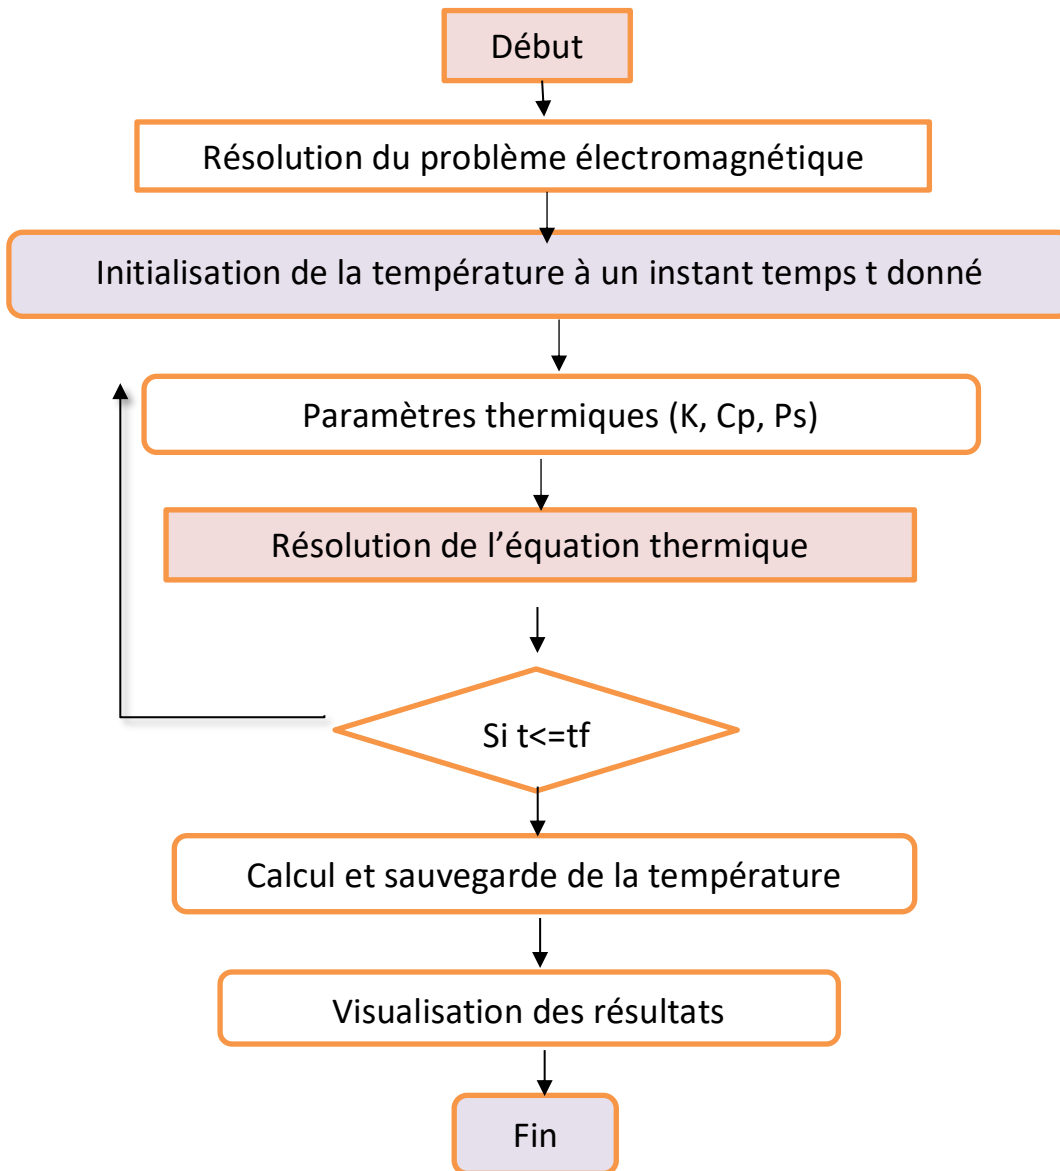 Début
Résolution du problème électromagnétique
Initialisation de la température à un instant temps t donné
Paramètres thermiques (K, Cp, Ps)
Résolution de l’équation thermique
Si t<=tf
Calcul et sauvegarde de la température
Visualisation des résultats
Fin